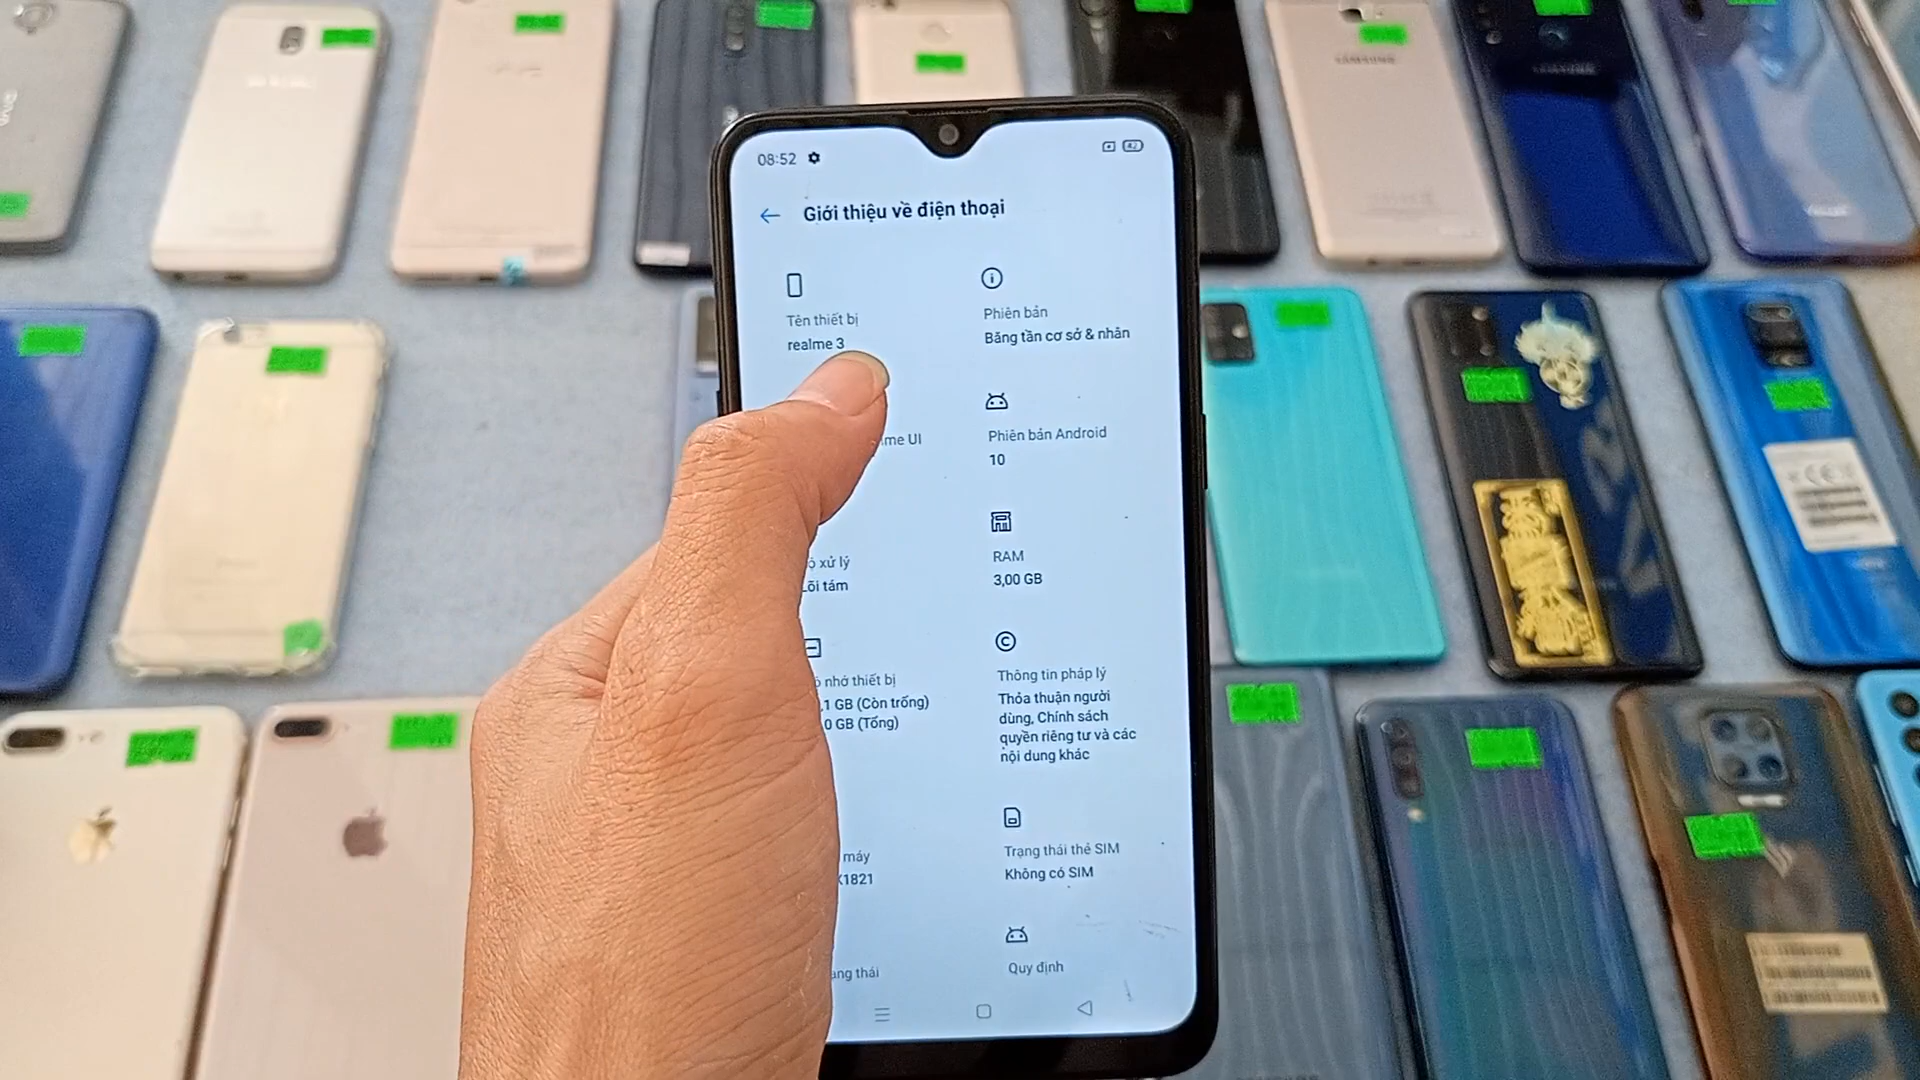 08:52
42
Giới thiệu về điện thoại
Tên thiết bị
realme 3
Phiên bản
Băng tần cơ sở & nhân
me UI
Phiên bản Android
10
xử lý
Lõi tám
RAM
3,00 GB
nhớ thiết bị
1 GB (Còn trống)
0 GB (Tổng)
Thông tin pháp lý
Thỏa thuận người
dùng, Chính sách
quyền riêng tư và các
nội dung khác
máy
1821
Trạng thái thẻ SIM
Không có SIM
ạng thái
Quy định
SAMSUNG